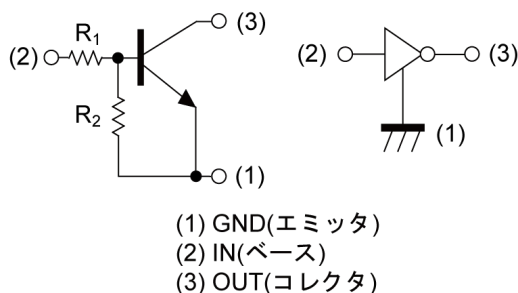 (3)
R₁
(2)
R₂
(1)
(2)
(3)
(1)
(1) GND(エミッタ)
(2) IN(ベース)
(3) OUT(コレクタ)